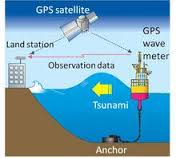 GPS satellite
GPS
wave
meter
Land station
Observation data
Tsunami
Anchor